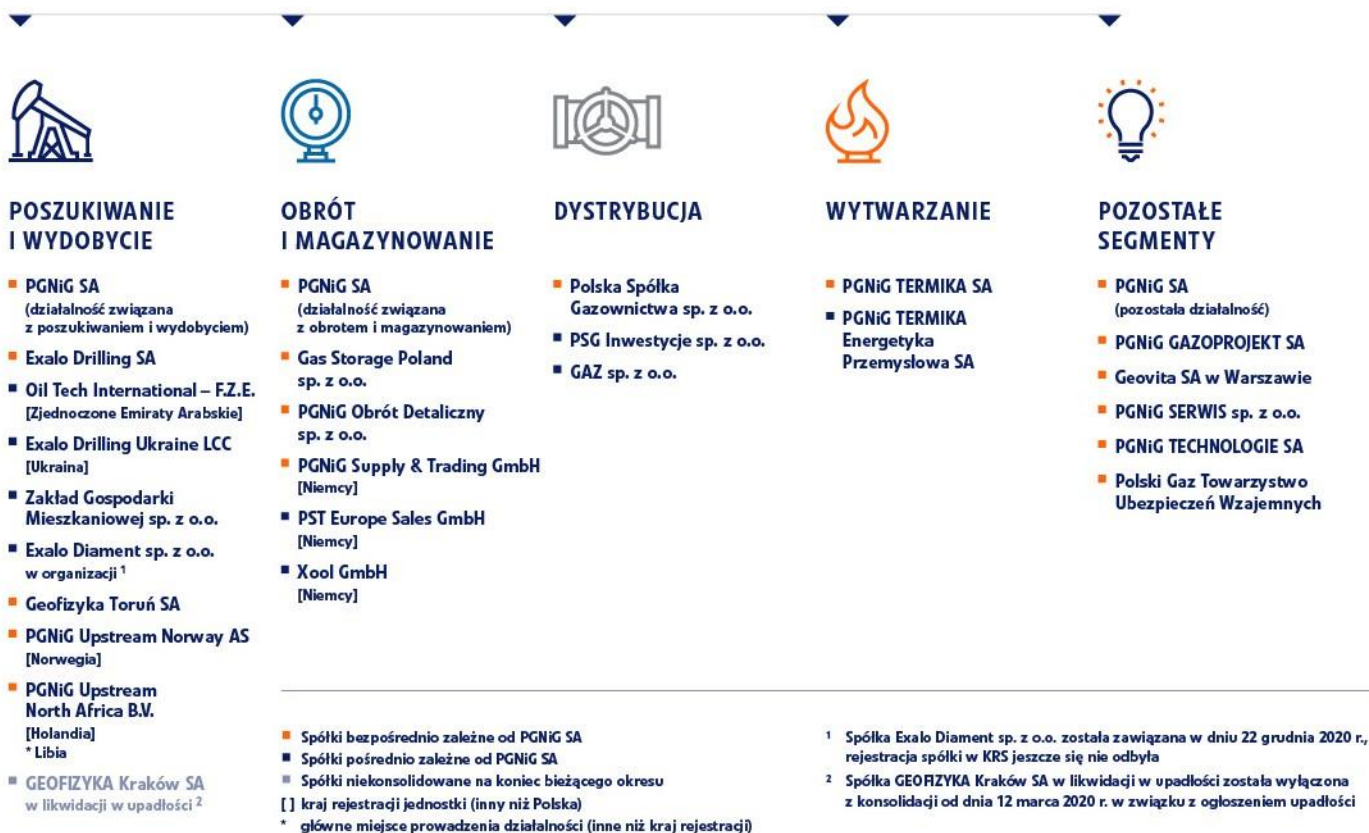 POSZUKIWANIE
I WYDOBYCIE
■ PGNiG SA
(działalność związana
z poszukiwaniem i wydobyciem)
■ Exalo Drilling SA
■ Oil Tech International – F.Z.E.
[Zjednoczone Emiraty Arabskie]
■ Exalo Drilling Ukraine LCC
[Ukraina]
■ Zakład Gospodarki
Mieszkaniowej sp. z o.o.
■ Exalo Diament sp. z o.o.
w organizacji ¹
■ Geofizyka Toruń SA
■ PGNiG Upstream Norway AS
[Norwegia]
■ PGNiG Upstream
North Africa B.V.
[Holandia]
* Libia
■ GEOFIZYKA Kraków SA
w likwidacji w upadłości ²
OBRÓT
I MAGAZYNOWANIE
■ PGNiG SA
(działalność związana
z obrotem i magazynowaniem)
■ Gas Storage Poland
sp. z o.o.
■ PGNiG Obrót Detaliczny
sp. z o.o.
■ PGNiG Supply & Trading GmbH
[Niemcy]
■ PST Europe Sales GmbH
[Niemcy]
■ Xool GmbH
[Niemcy]
DYSTRYBUCJA
■ Polska Spółka
Gazownictwa sp. z o.o.
■ PSG Inwestycje sp. z o.o.
■ GAZ sp. z o.o.
WYTWARZANIE
■ PGNiG TERMIKA SA
■ PGNiG TERMIKA
Energetyka
Przemysłowa SA
POZOSTAŁE
SEGMENTY
■ PGNiG SA
(pozostała działalność)
■ PGNiG GAZOPROJEKT SA
■ Geovita SA w Warszawie
■ PGNiG SERWIS sp. z o.o.
■ PGNiG TECHNOLOGIE SA
■ Polski Gaz Towarzystwo
Ubezpieczeń Wzajemnych
■ Spółki bezpośrednio zależne od PGNiG SA
■ Spółki pośrednio zależne od PGNiG SA
■ Spółki niekonsolidowane na koniec bieżącego okresu
[ ] kraj rejestracji jednostki (inny niż Polska)
* główne miejsce prowadzenia działalności (inne niż kraj rejestracji)
¹ Spółka Exalo Diament sp. z o.o. została zawiązana w dniu 22 grudnia 2020 r.,
rejestracja spółki w KRS jeszcze się nie odbyła
² Spółka GEOFIZYKA Kraków SA w likwidacji w upadłości została wyłączona
z konsolidacji od dnia 12 marca 2020 r. w związku z ogłoszeniem upadłości